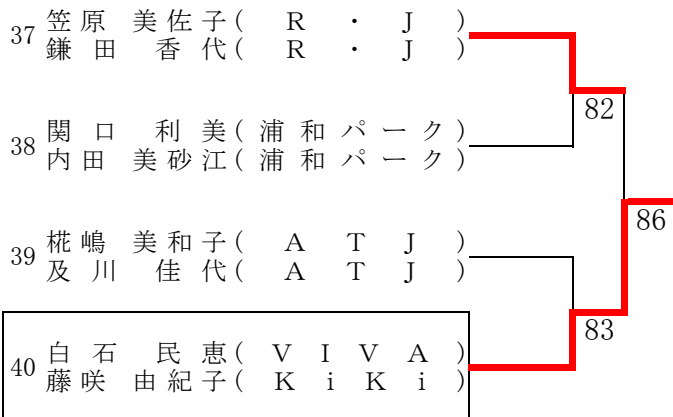 37 笠原 美佐子( R ・ J )
鎌田 香代( R ・ J )
82
38 関口 利美(浦和パーク)
内田 美砂江(浦和パーク)
86
39 椛嶋 美和子( A T J )
及川 佳代( A T J )
83
40 白石 民恵( V I V A )
藤咲 由紀子( K i K i )